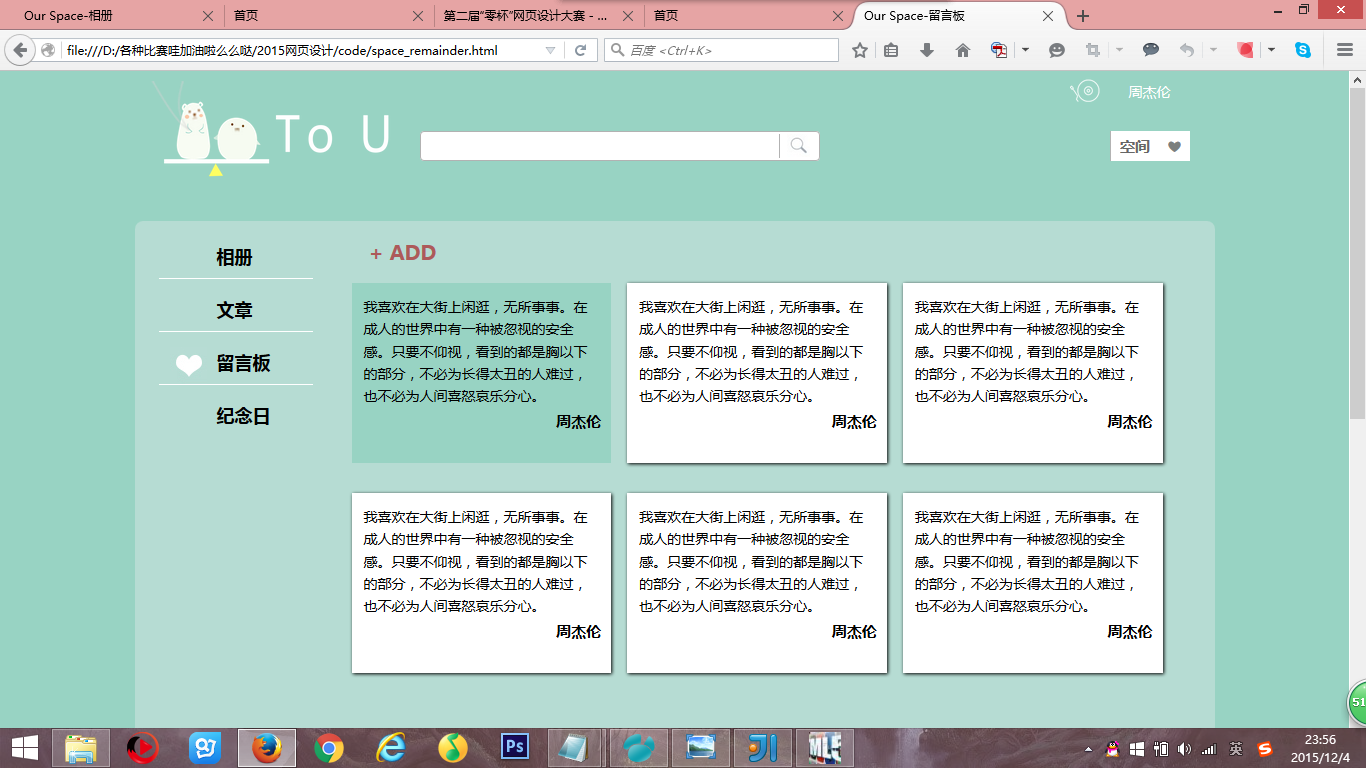 Our Space-相册
首页
第二届“零杯”网页设计大赛 - ...
首页
Our Space-留言板
file:///D:/各种比赛哇加油啦么么哒/2015网页设计/code/space_remainder.html
百度 <Ctrl+K>
周杰伦
To U
空间
相册
文章
留言板
纪念日
+ ADD
我喜欢在大街上闲逛，无所事事。在
成人的世界中有一种被忽视的安全
感。只要不仰视，看到的都是胸以下
的部分，不必为长得太丑的人难过，
也不必为人间喜怒哀乐分心。
周杰伦
我喜欢在大街上闲逛，无所事事。在
成人的世界中有一种被忽视的安全
感。只要不仰视，看到的都是胸以下
的部分，不必为长得太丑的人难过，
也不必为人间喜怒哀乐分心。
周杰伦
我喜欢在大街上闲逛，无所事事。在
成人的世界中有一种被忽视的安全
感。只要不仰视，看到的都是胸以下
的部分，不必为长得太丑的人难过，
也不必为人间喜怒哀乐分心。
周杰伦
我喜欢在大街上闲逛，无所事事。在
成人的世界中有一种被忽视的安全
感。只要不仰视，看到的都是胸以下
的部分，不必为长得太丑的人难过，
也不必为人间喜怒哀乐分心。
周杰伦
我喜欢在大街上闲逛，无所事事。在
成人的世界中有一种被忽视的安全
感。只要不仰视，看到的都是胸以下
的部分，不必为长得太丑的人难过，
也不必为人间喜怒哀乐分心。
周杰伦
我喜欢在大街上闲逛，无所事事。在
成人的世界中有一种被忽视的安全
感。只要不仰视，看到的都是胸以下
的部分，不必为长得太丑的人难过，
也不必为人间喜怒哀乐分心。
周杰伦
51
Ps
英
23:56
2015/12/4